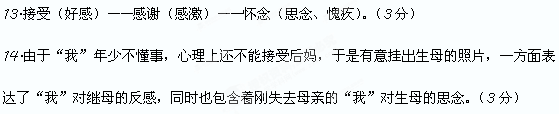 13·接受（好感）——感谢（感激）——怀念（思念、愧疚）。（3分）
14·由于“我”年少不懂事，心理上还不能接受后妈，于是有意挂出生母的照片，一方面表
达了“我”对继母的反感，同时也包含着刚失去母亲的“我”对生母的思念。（3分）